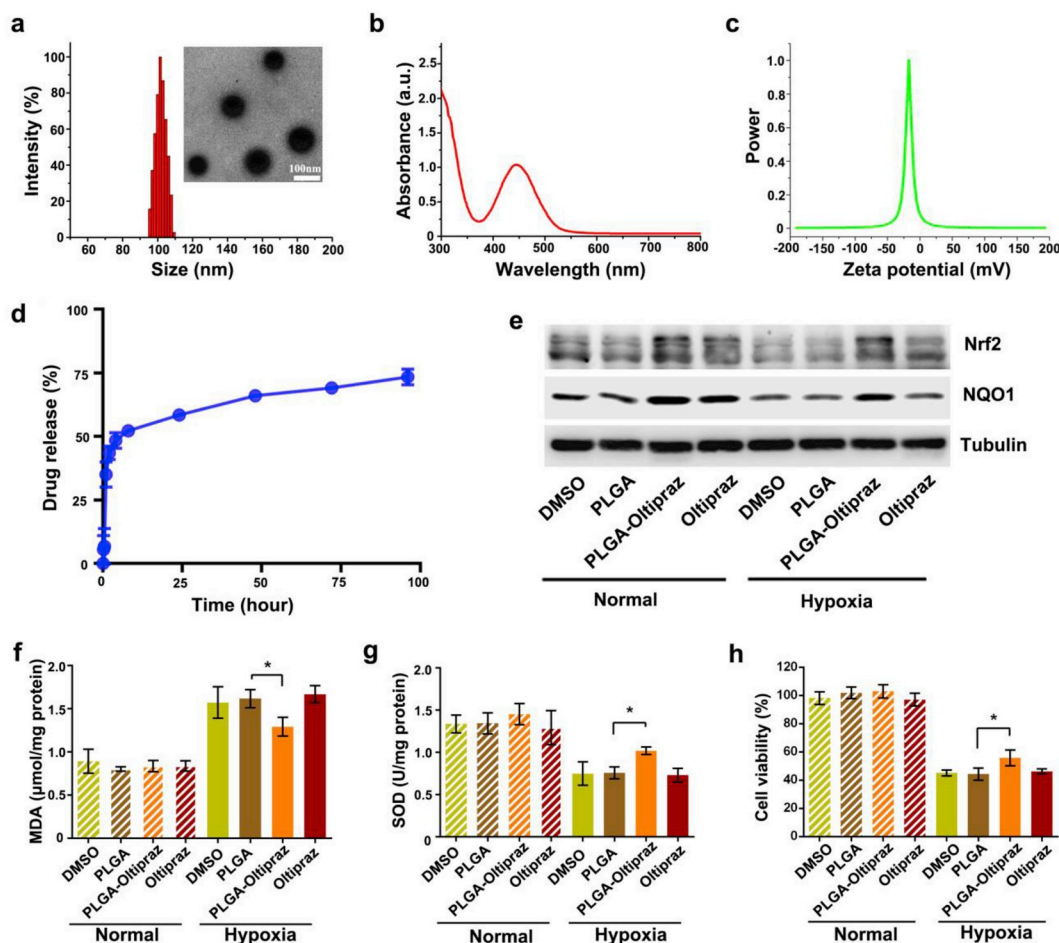 a
Intensity (%)
100
80
60
40
20
0
60 80 100 120 140 160 180 200
Size (nm)
100nm
b
Absorbance (a.u.)
2.5
2.0
1.5
1.0
0.5
0.0
300 400 500 600 700 800
Wavelength (nm)
c
Power
1.0
0.8
0.6
0.4
0.2
0
-200 -150 -100 -50 0 50 100 150 200
Zeta potential (mV)
d
Drug release (%)
100
75
50
25
0
0 25 50 75 100
Time (hour)
e
Nrf2
NQO1
Tubulin
DMSO PLGA PLGA-Oltipraz Oltipraz DMSO PLGA PLGA-Oltipraz Oltipraz
Normal Hypoxia
f
MDA (μmol/mg protein)
2.0
1.5
1.0
0.5
0
*
DMSO PLGA PLGA-Oltipraz Oltipraz DMSO PLGA PLGA-Oltipraz Oltipraz
Normal Hypoxia
g
SOD (U/mg protein)
2.0
1.5
1.0
0.5
0
*
DMSO PLGA PLGA-Oltipraz Oltipraz DMSO PLGA PLGA-Oltipraz Oltipraz
Normal Hypoxia
h
Cell viability (%)
120
100
80
60
40
20
0
*
DMSO PLGA PLGA-Oltipraz Oltipraz DMSO PLGA PLGA-Oltipraz Oltipraz
Normal Hypoxia